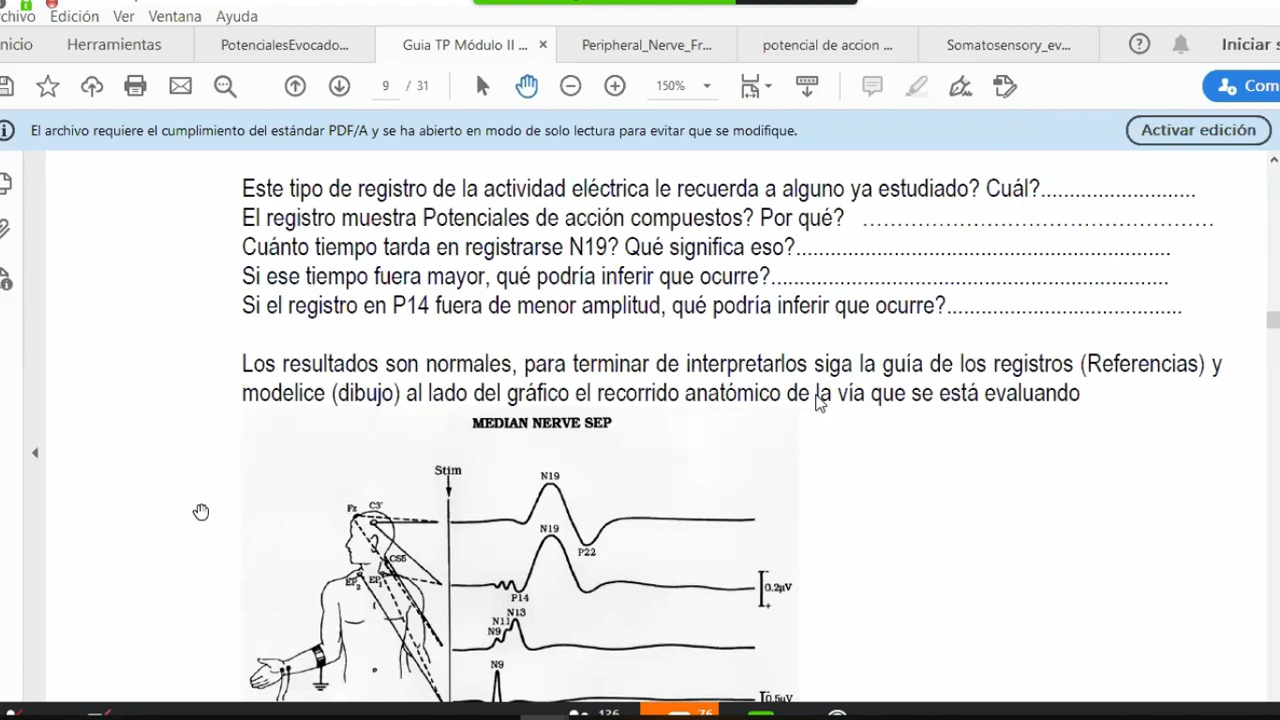 Edición Ver Ventana Ayuda
Herramientas PotencialesEvocado... Guia TP Módulo II ... × Peripheral_Nerve_Fr... potencial de accion ... Somatosensory_ev... Iniciar s
9 / 31 150%
El archivo requiere el cumplimiento del estándar PDF/A y se ha abierto en modo de solo lectura para evitar que se modifique. Activar edición
Este tipo de registro de la actividad eléctrica le recuerda a alguno ya estudiado? Cuál?............................
El registro muestra Potenciales de acción compuestos? Por qué? ……………………………………………
Cuánto tiempo tarda en registrarse N19? Qué significa eso?......................................................
Si ese tiempo fuera mayor, qué podría inferir que ocurre?.........................................................
Si el registro en P14 fuera de menor amplitud, qué podría inferir que ocurre?..................................
Los resultados son normales, para terminar de interpretarlos siga la guía de los registros (Referencias) y
modelice (dibujo) al lado del gráfico el recorrido anatómico de la vía que se está evaluando
MEDIAN NERVE SEP
Stim
N19
Fz C3'
N19
P22
CS5
EP2 EP1
0.2μV
+
P14
N13
N11
N9
N9
0.5μV